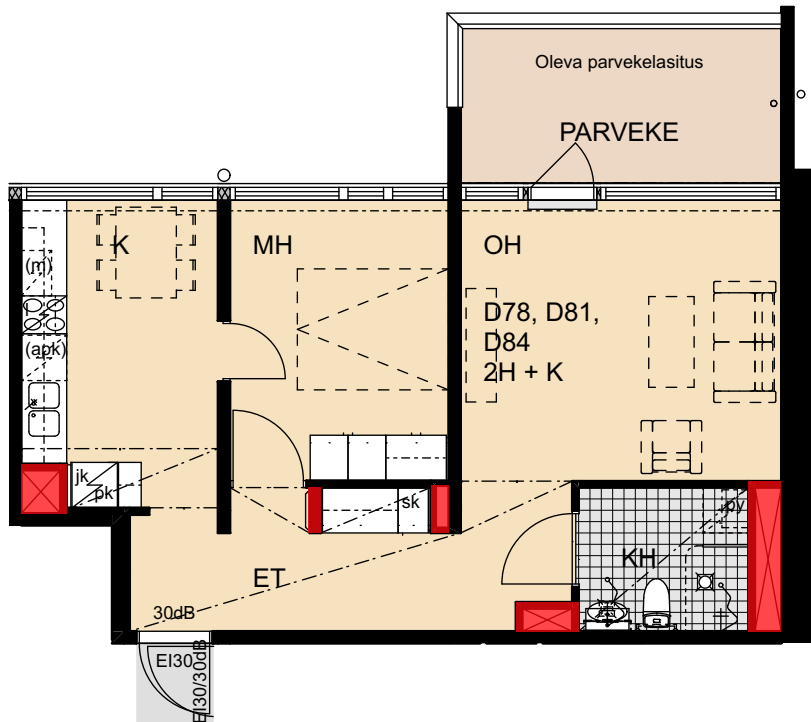 Oleva parvekelasitus
PARVEKE
K
MH
OH
(m)
D78, D81,
D84
2H + K
(apk)
jk
pk
sk
py
KH
ET
30dB
EI30
EI30/30dB